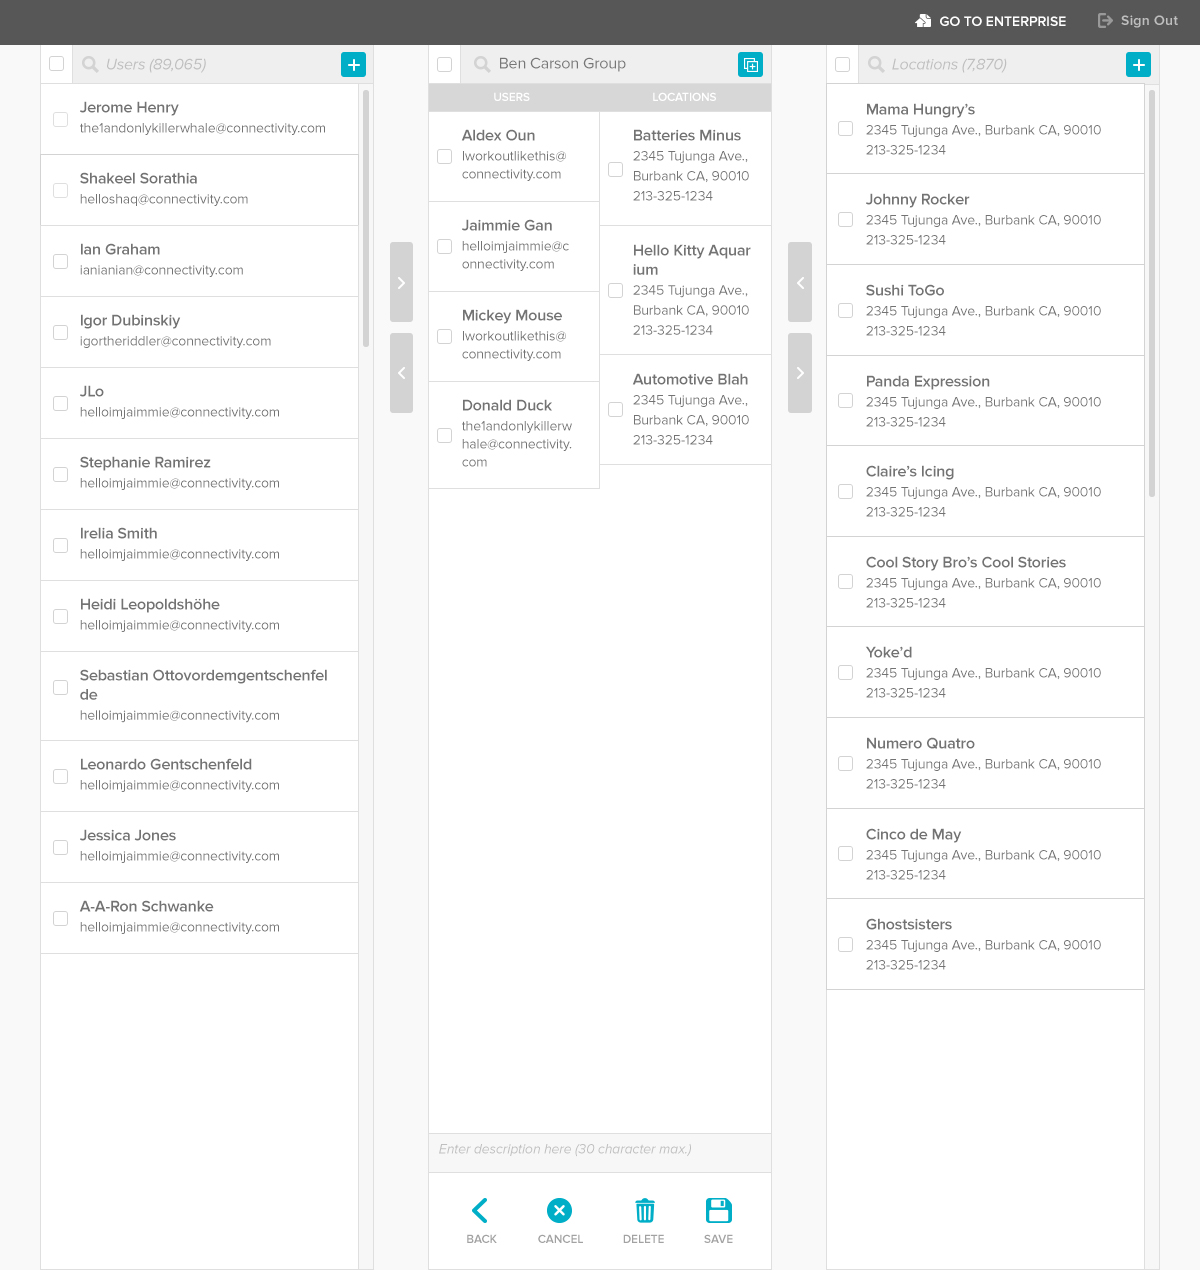 GO TO ENTERPRISE
Sign Out
Users (89,065)
Jerome Henry
the1andonlykillerwhale@connectivity.com
Shakeel Sorathia
helloshaq@connectivity.com
Ian Graham
ianianian@connectivity.com
Igor Dubinskiy
igortheriddler@connectivity.com
JLo
helloimjaimmie@connectivity.com
Stephanie Ramirez
helloimjaimmie@connectivity.com
Irelia Smith
helloimjaimmie@connectivity.com
Heidi Leopoldshöhe
helloimjaimmie@connectivity.com
Sebastian Ottovordemgentschenfel
de
helloimjaimmie@connectivity.com
Leonardo Gentschenfeld
helloimjaimmie@connectivity.com
Jessica Jones
helloimjaimmie@connectivity.com
A-A-Ron Schwanke
helloimjaimmie@connectivity.com
Ben Carson Group
USERS
Aldex Oun
Iworkoutlikethis@
connectivity.com
Jaimmie Gan
helloimjaimmie@c
onnectivity.com
Mickey Mouse
Iworkoutlikethis@
connectivity.com
Donald Duck
the1andonlykillerw
hale@connectivity.
com
LOCATIONS
Batteries Minus
2345 Tujunga Ave.,
Burbank CA, 90010
213-325-1234
Hello Kitty Aquar
ium
2345 Tujunga Ave.,
Burbank CA, 90010
213-325-1234
Automotive Blah
2345 Tujunga Ave.,
Burbank CA, 90010
213-325-1234
Enter description here (30 character max.)
BACK
CANCEL
DELETE
SAVE
Locations (7,870)
Mama Hungry’s
2345 Tujunga Ave., Burbank CA, 90010
213-325-1234
Johnny Rocker
2345 Tujunga Ave., Burbank CA, 90010
213-325-1234
Sushi ToGo
2345 Tujunga Ave., Burbank CA, 90010
213-325-1234
Panda Expression
2345 Tujunga Ave., Burbank CA, 90010
213-325-1234
Claire’s Icing
2345 Tujunga Ave., Burbank CA, 90010
213-325-1234
Cool Story Bro’s Cool Stories
2345 Tujunga Ave., Burbank CA, 90010
213-325-1234
Yoke’d
2345 Tujunga Ave., Burbank CA, 90010
213-325-1234
Numero Quatro
2345 Tujunga Ave., Burbank CA, 90010
213-325-1234
Cinco de May
2345 Tujunga Ave., Burbank CA, 90010
213-325-1234
Ghostsisters
2345 Tujunga Ave., Burbank CA, 90010
213-325-1234